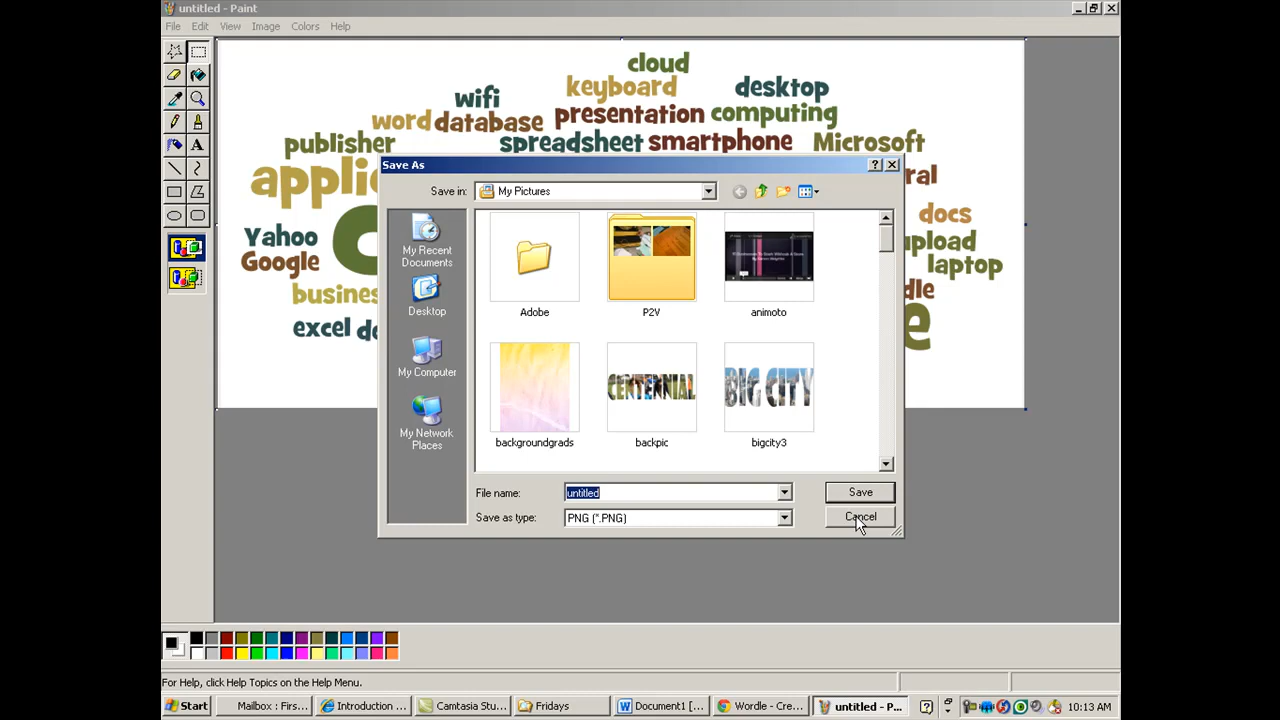 untitled - Paint
File Edit View Image Colors Help
cloud
keyboard
desktop
wifi
word database presentation computing
publisher spreadsheet smartphone Microsoft
Save As
Save in: My Pictures
docs
Yahoo
upload
Google
laptop
excel
My Recent
Documents
Desktop
My Computer
My Network
Places
Adobe P2V animoto
CENTENNIAL BIG CITY
backgroundgrads backpic bigcity3
File name: untitled Save
Save as type: PNG (*.PNG) Cancel
For Help, click Help Topics on the Help Menu.
Start Mailbox : Firs... Introduction ... Camtasia Stu... Fridays Document1 [... Wordle - Cre... untitled - P... 10:13 AM